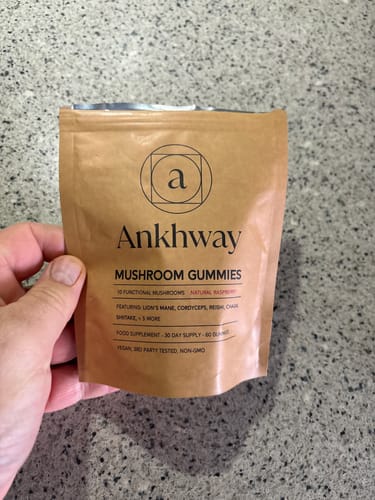 a
Ankhway
MUSHROOM GUMMIES
10 FUNCTIONAL MUSHROOMS NATURAL RASPBERRY
FEATURING: LION'S MANE, CORDYCEPS, REISHI, CHAGA,
SHIITAKE, + 5 MORE
FOOD SUPPLEMENT - 30 DAY SUPPLY - 60 GUMMIES
VEGAN, 3RD PARTY TESTED, NON-GMO